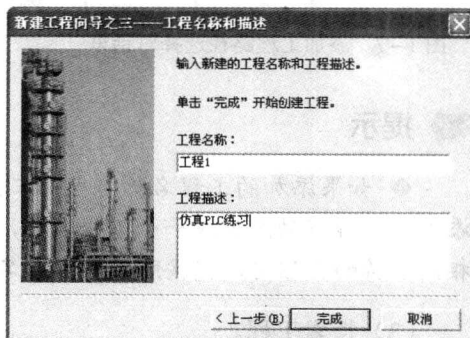 新建工程向导之三——工程名称和描述
输入新建的工程名称和工程描述。
单击“完成”开始创建工程。
工程名称：
工程1
工程描述：
仿真PLC练习
< 上一步(B)
完成
取消